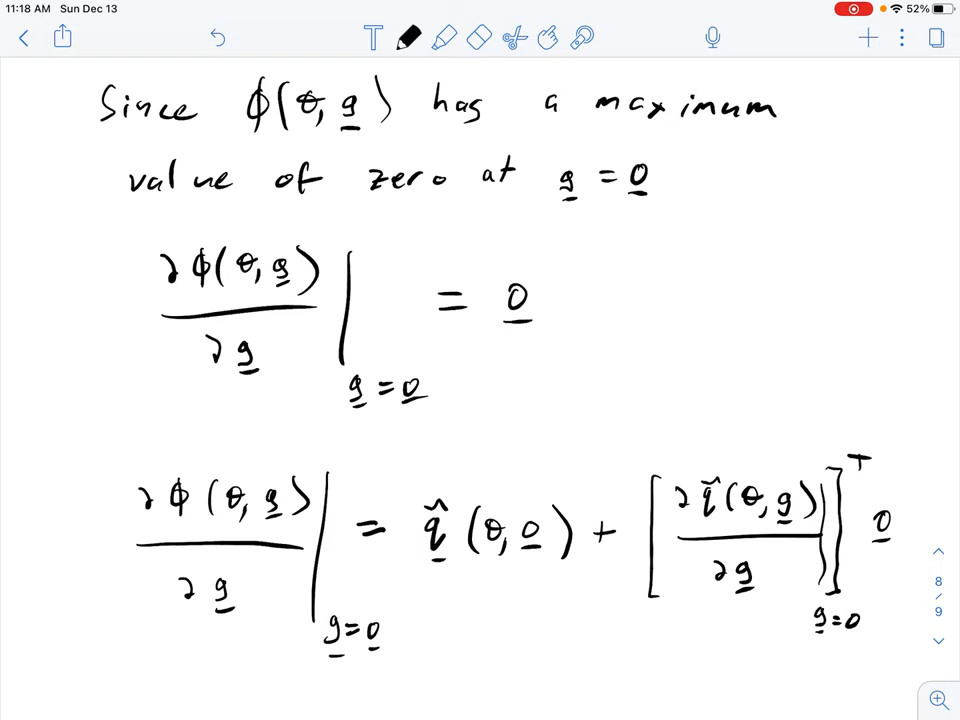 11:18 AM Sun Dec 13 52%
Since ϕ(θ, g) has a maximum
value of zero at g = 0
∂ϕ(θ, g) / ∂g | g=0 = 0
∂ϕ(θ, g) / ∂g | g=0 = q̂(θ, 0) + [∂q̂(θ, g) / ∂g | g=0]ᵀ 0
8
/
9